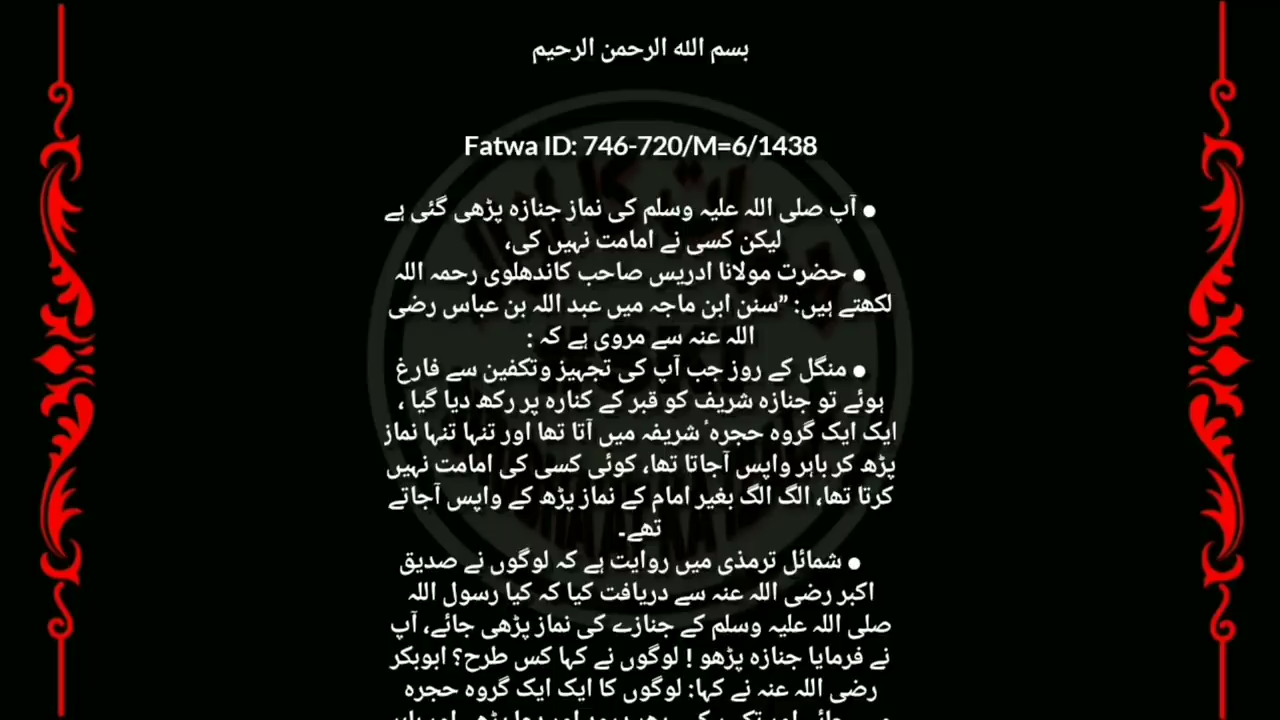 بسم الله الرحمن الرحيم
Fatwa ID: 746-720/M=6/1438
● آپ صلی اللہ علیہ وسلم کی نماز جنازہ پڑھی گئی ہے
لیکن کسی نے امامت نہیں کی،
● حضرت مولانا ادریس صاحب کاندھلوی رحمہ اللہ
لکھتے ہیں: ”سنن ابن ماجہ میں عبد اللہ بن عباس رضی
اللہ عنہ سے مروی ہے کہ :
● منگل کے روز جب آپ کی تجہیز وتکفین سے فارغ
ہوئے تو جنازہ شریف کو قبر کے کنارہ پر رکھ دیا گیا ،
ایک ایک گروہ حجرہٴ شریفہ میں آتا تھا اور تنہا تنہا نماز
پڑھ کر باہر واپس آجاتا تھا، کوئی کسی کی امامت نہیں
کرتا تھا، الگ الگ بغیر امام کے نماز پڑھ کے واپس آجاتے
تھے۔
● شمائل ترمذی میں روایت ہے کہ لوگوں نے صدیق
اکبر رضی اللہ عنہ سے دریافت کیا کہ کیا رسول اللہ
صلی اللہ علیہ وسلم کے جنازے کی نماز پڑھی جائے، آپ
نے فرمایا جنازہ پڑھو ! لوگوں نے کہا کس طرح؟ ابوبکر
رضی اللہ عنہ نے کہا: لوگوں کا ایک ایک گروہ حجرہ